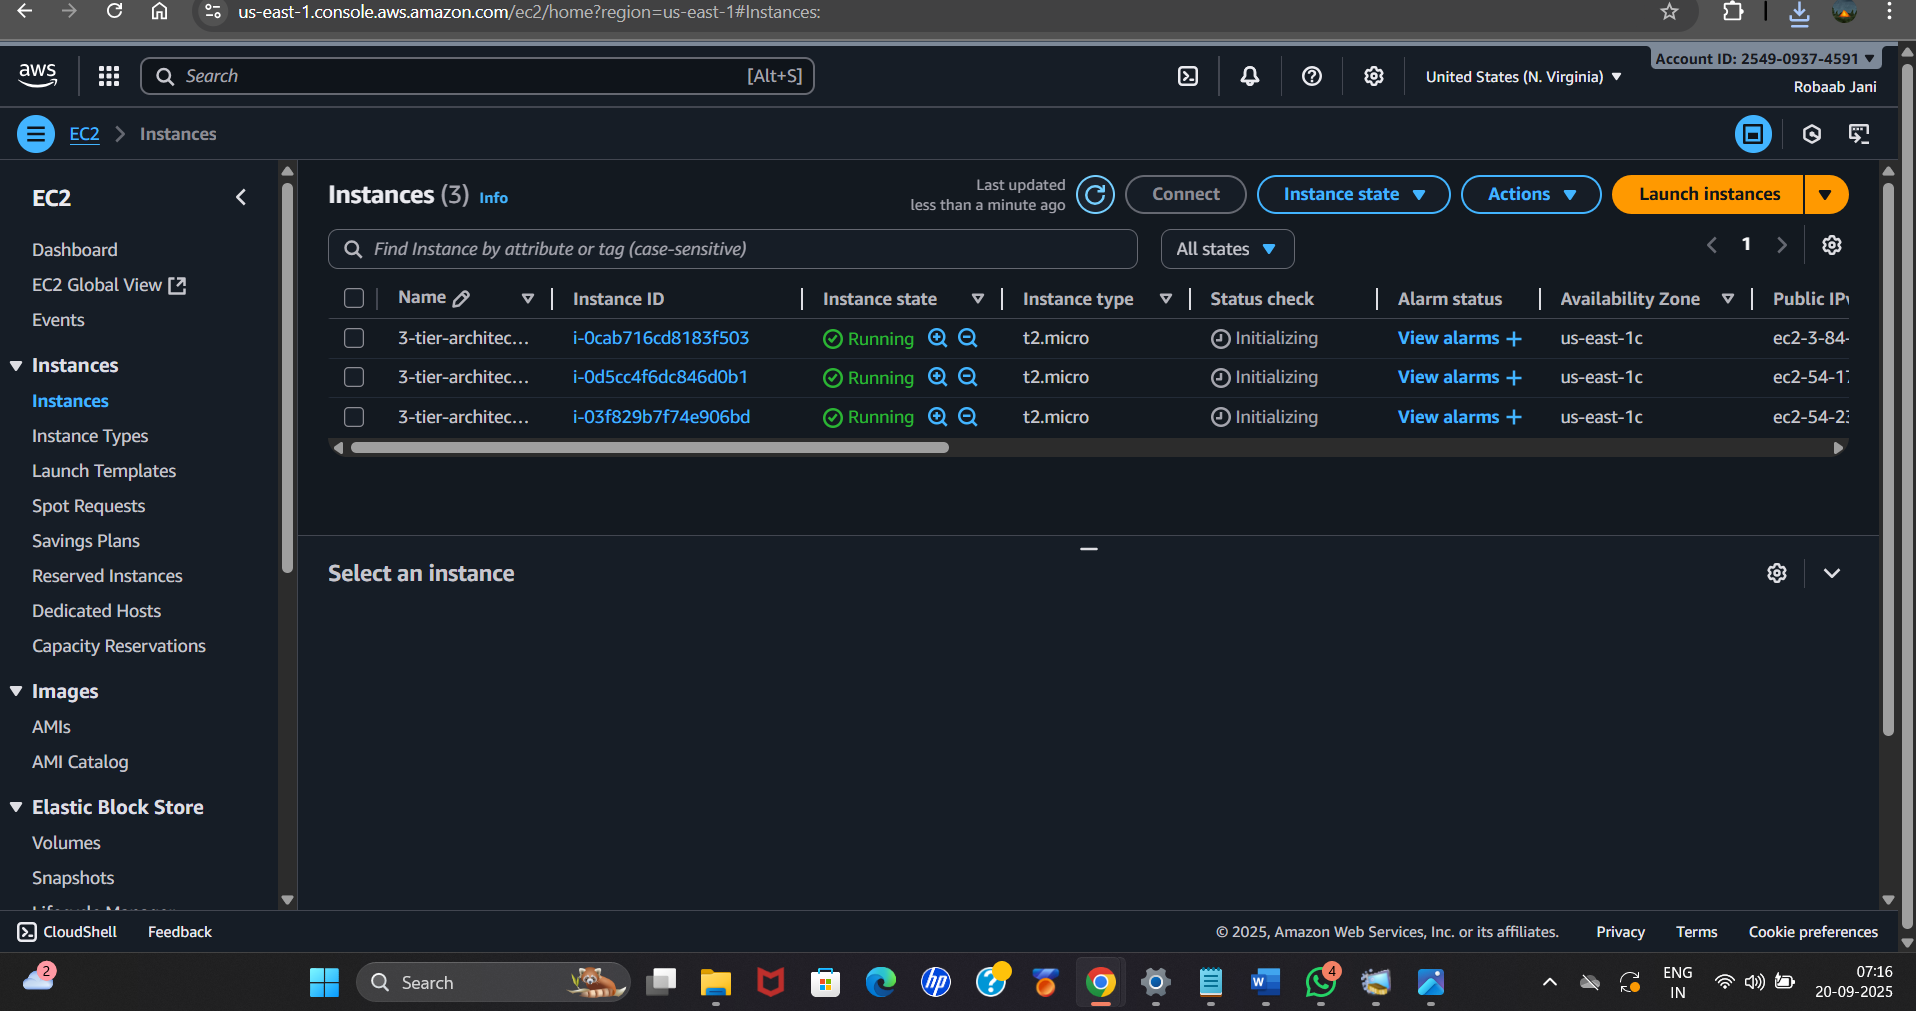 us-east-1.console.aws.amazon.com/ec2/home?region=us-east-1#Instances:
aws
Search [Alt+S]
United States (N. Virginia)
Account ID: 2549-0937-4591
Robaab Jani
EC2 Instances
EC2
Dashboard
EC2 Global View
Events
Instances
Instances
Instance Types
Launch Templates
Spot Requests
Savings Plans
Reserved Instances
Dedicated Hosts
Capacity Reservations
Images
AMIs
AMI Catalog
Elastic Block Store
Volumes
Snapshots
Lifecycle Manager
Instances (3) Info
Last updated
less than a minute ago
Connect Instance state Actions Launch instances
Find Instance by attribute or tag (case-sensitive) All states 1
Name Instance ID Instance state Instance type Status check Alarm status Availability Zone Public IPv
3-tier-architec... i-0cab716cd8183f503 Running t2.micro Initializing View alarms + us-east-1c ec2-3-84-
3-tier-architec... i-0d5cc4f6dc846d0b1 Running t2.micro Initializing View alarms + us-east-1c ec2-54-17
3-tier-architec... i-03f829b7f74e906bd Running t2.micro Initializing View alarms + us-east-1c ec2-54-23
Select an instance
CloudShell Feedback
© 2025, Amazon Web Services, Inc. or its affiliates. Privacy Terms Cookie preferences
2
Search
hp
W
4
ENG
IN
07:16
20-09-2025